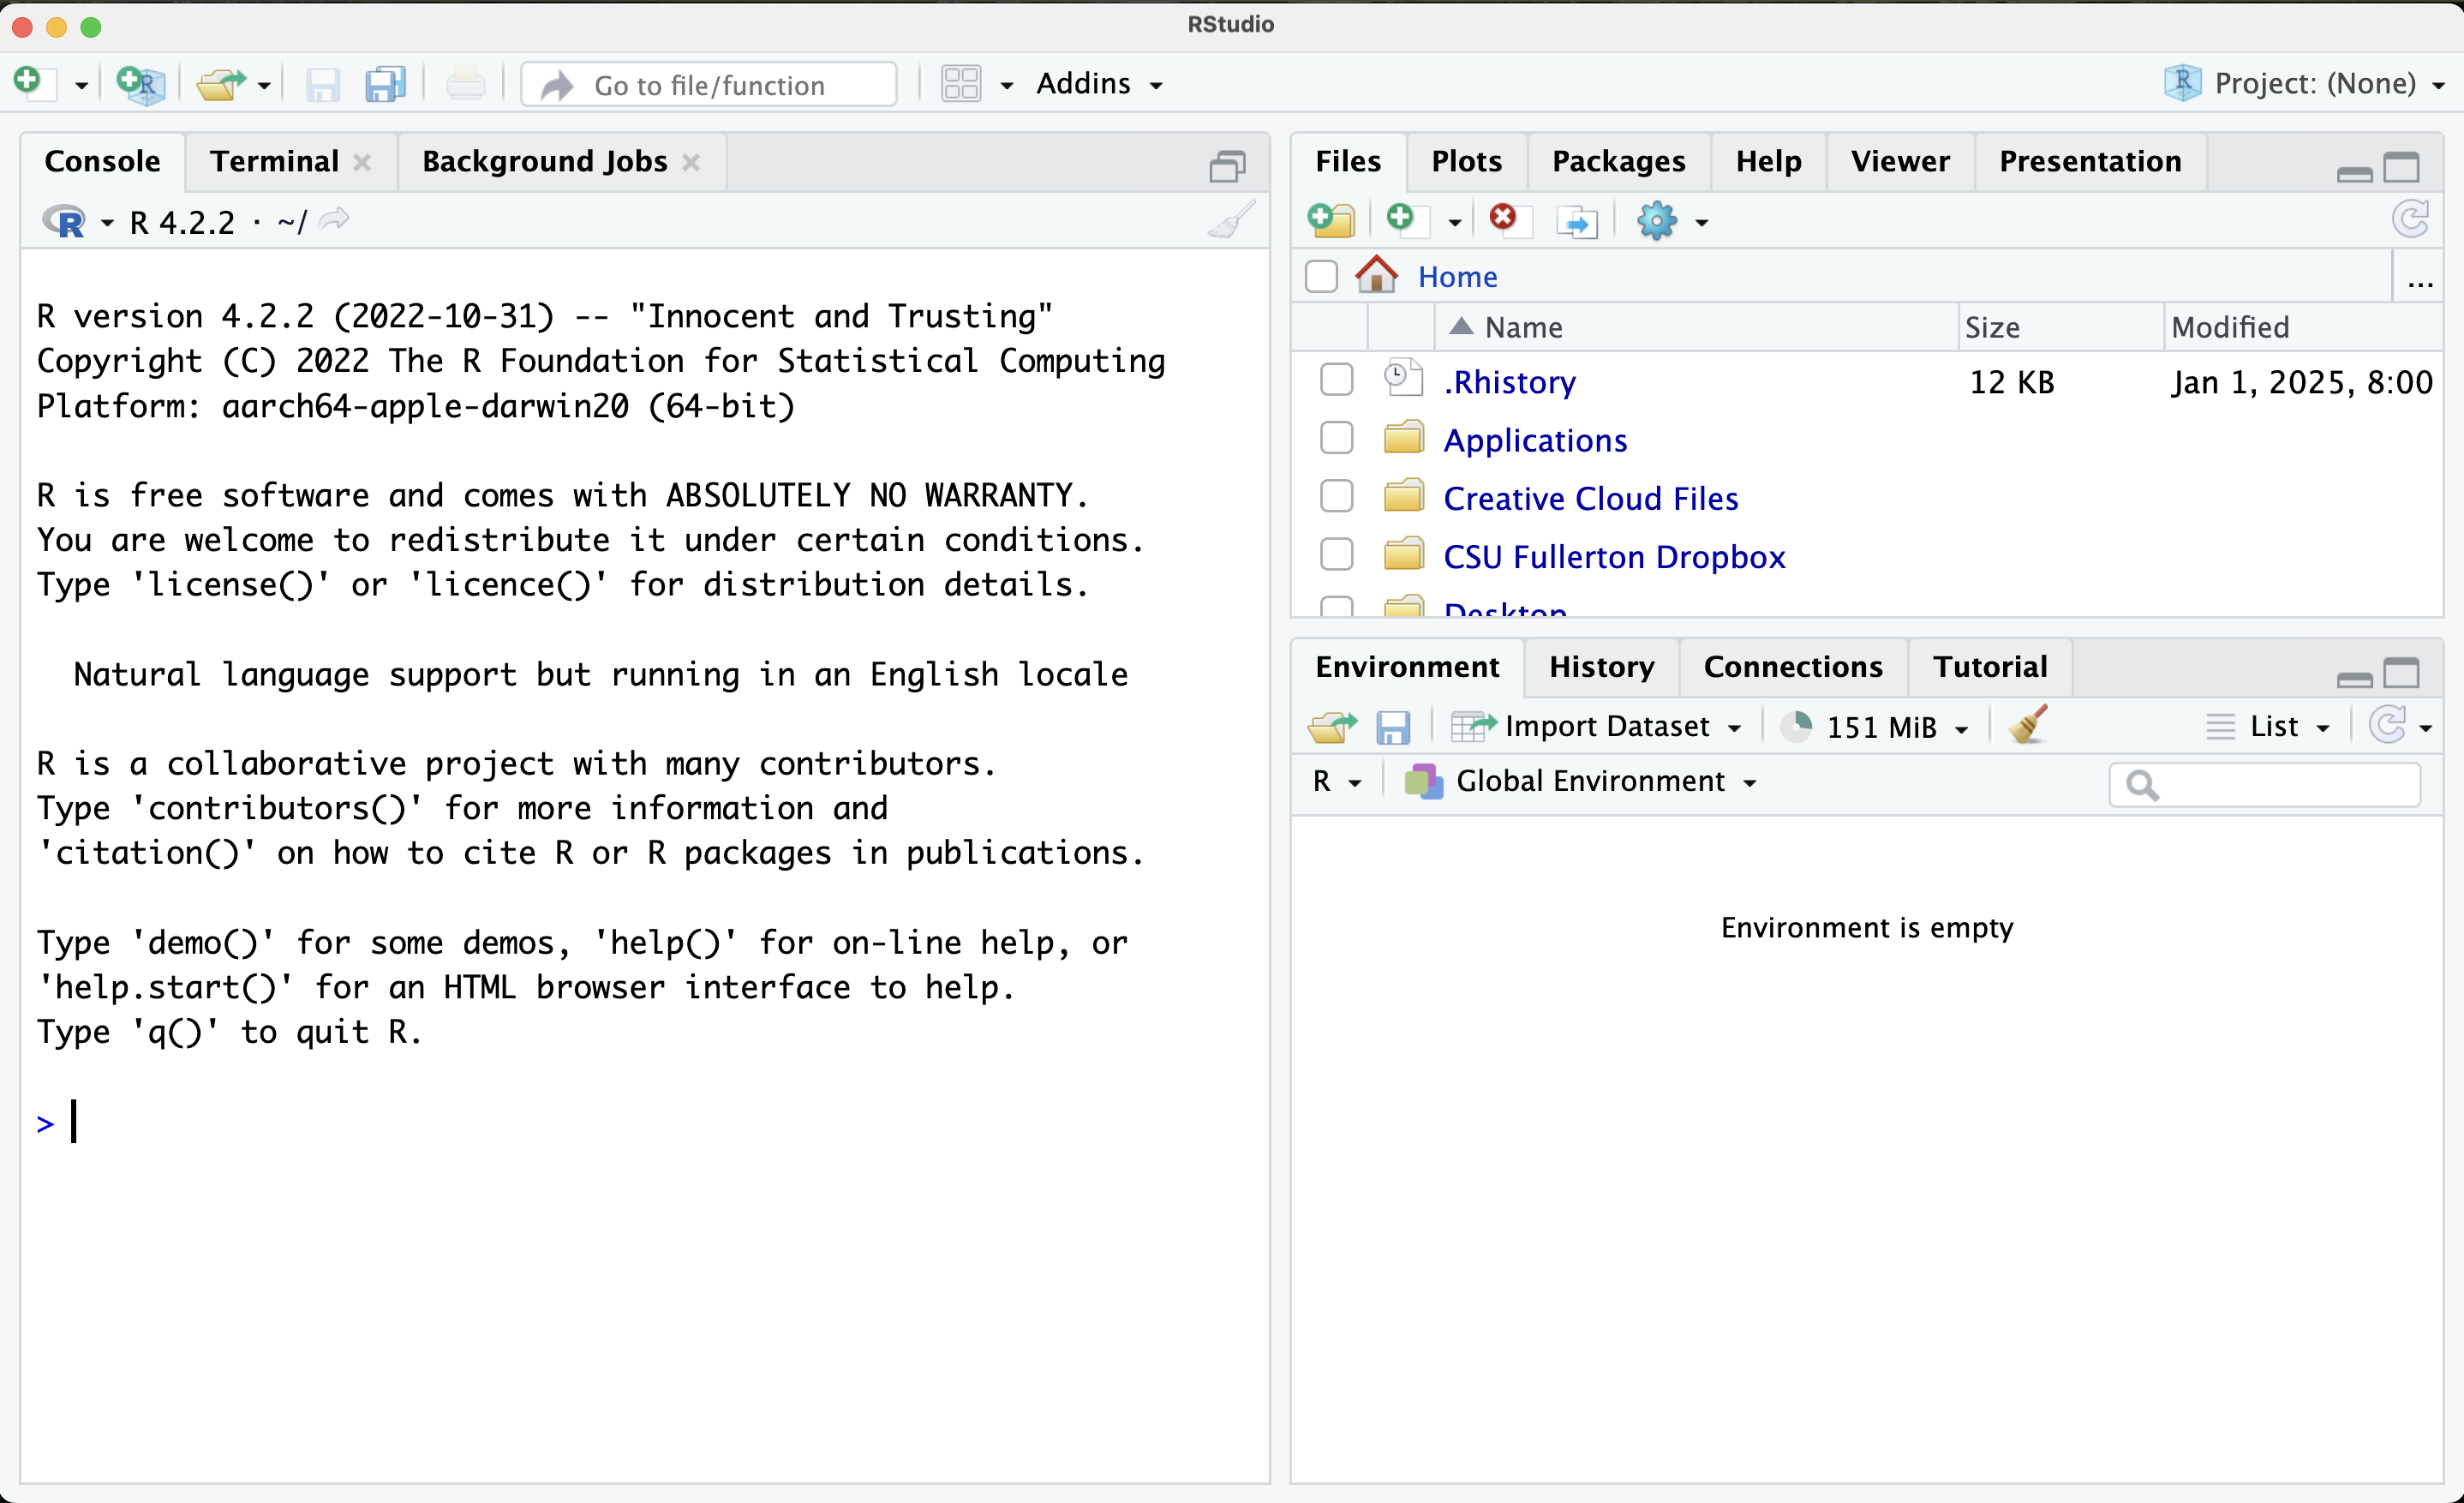 RStudio
Go to file/function
Addins
Project: (None)
Console Terminal Background Jobs
R 4.2.2 · ~/
R version 4.2.2 (2022-10-31) -- "Innocent and Trusting"
Copyright (C) 2022 The R Foundation for Statistical Computing
Platform: aarch64-apple-darwin20 (64-bit)
R is free software and comes with ABSOLUTELY NO WARRANTY.
You are welcome to redistribute it under certain conditions.
Type 'license()' or 'licence()' for distribution details.
Natural language support but running in an English locale
R is a collaborative project with many contributors.
Type 'contributors()' for more information and
'citation()' on how to cite R or R packages in publications.
Type 'demo()' for some demos, 'help()' for on-line help, or
'help.start()' for an HTML browser interface to help.
Type 'q()' to quit R.
>
Files Plots Packages Help Viewer Presentation
Home ...
Name Size Modified
.Rhistory 12 KB Jan 1, 2025, 8:00
Applications
Creative Cloud Files
CSU Fullerton Dropbox
Desktop
Environment History Connections Tutorial
Import Dataset 151 MiB List
R Global Environment
Environment is empty